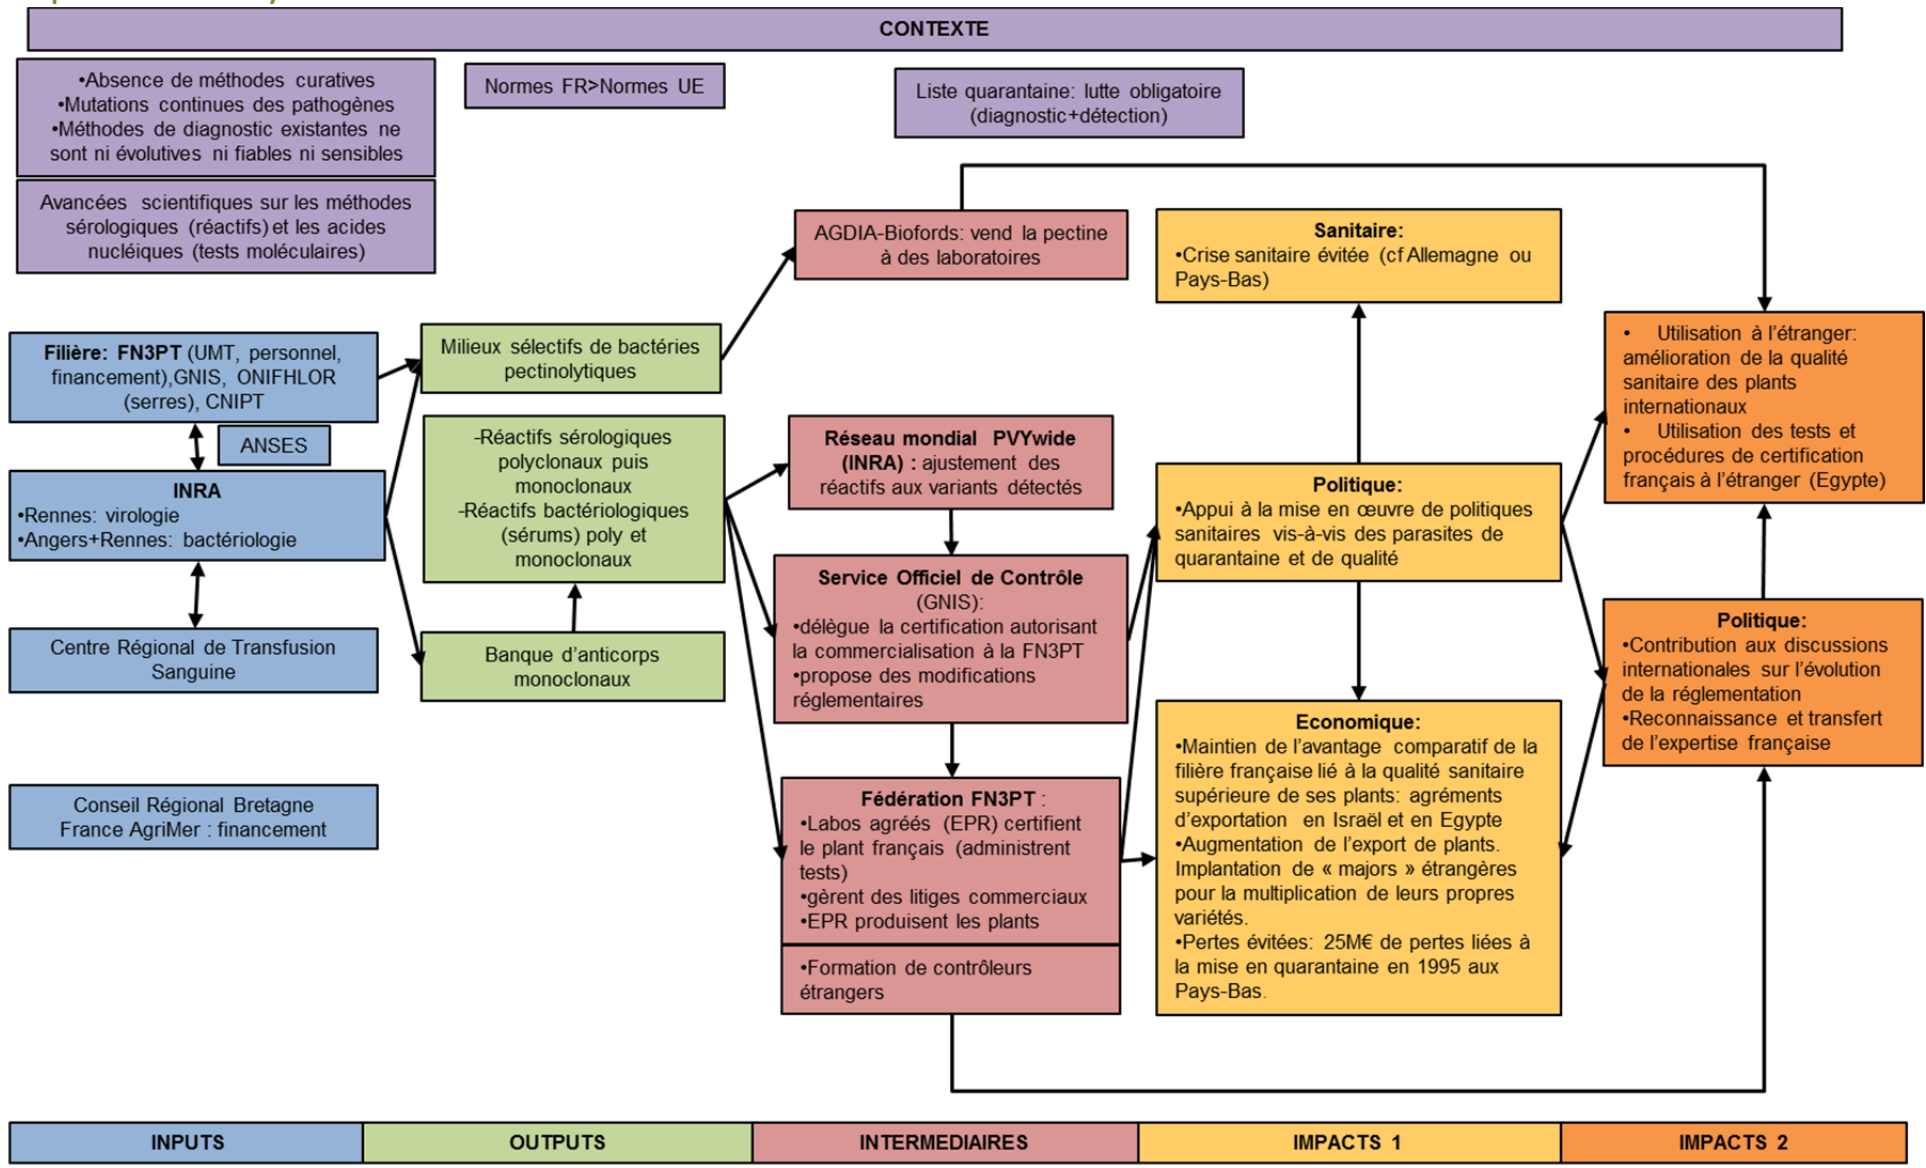 CONTEXTE
•Absence de méthodes curatives
•Mutations continues des pathogènes
•Méthodes de diagnostic existantes ne
sont ni évolutives ni fiables ni sensibles
Normes FR>Normes UE
Liste quarantaine: lutte obligatoire
(diagnostic+détection)
Avancées scientifiques sur les méthodes
sérologiques (réactifs) et les acides
nucléiques (tests moléculaires)
Filière: FN3PT (UMT, personnel,
financement),GNIS, ONIFHLOR
(serres), CNIPT
ANSES
INRA
•Rennes: virologie
•Angers+Rennes: bactériologie
Centre Régional de Transfusion
Sanguine
Conseil Régional Bretagne
France AgriMer : financement
Milieux sélectifs de bactéries
pectinolytiques
-Réactifs sérologiques
polyclonaux puis
monoclonaux
-Réactifs bactériologiques
(sérums) poly et
monoclonaux
Banque d'anticorps
monoclonaux
AGDIA-Biofords: vend la pectine
à des laboratoires
Réseau mondial PVYwide
(INRA) : ajustement des
réactifs aux variants détectés
Service Officiel de Contrôle
(GNIS):
•délègue la certification autorisant
la commercialisation à la FN3PT
•propose des modifications
réglementaires
Fédération FN3PT :
•Labos agréés (EPR) certifient
le plant français (administrent
tests)
•gèrent des litiges commerciaux
•EPR produisent les plants
•Formation de contrôleurs
étrangers
Sanitaire:
•Crise sanitaire évitée (cf Allemagne ou
Pays-Bas)
Politique:
•Appui à la mise en œuvre de politiques
sanitaires vis-à-vis des parasites de
quarantaine et de qualité
Economique:
•Maintien de l'avantage comparatif de la
filière française lié à la qualité sanitaire
supérieure de ses plants: agréments
d'exportation en Israël et en Egypte
•Augmentation de l'export de plants.
Implantation de « majors » étrangères
pour la multiplication de leurs propres
variétés.
•Pertes évitées: 25M€ de pertes liées à
la mise en quarantaine en 1995 aux
Pays-Bas.
• Utilisation à l'étranger:
amélioration de la qualité
sanitaire des plants
internationaux
• Utilisation des tests et
procédures de certification
français à l'étranger (Egypte)
Politique:
•Contribution aux discussions
internationales sur l'évolution
de la réglementation
•Reconnaissance et transfert
de l'expertise française
INPUTS
OUTPUTS
INTERMEDIAIRES
IMPACTS 1
IMPACTS 2